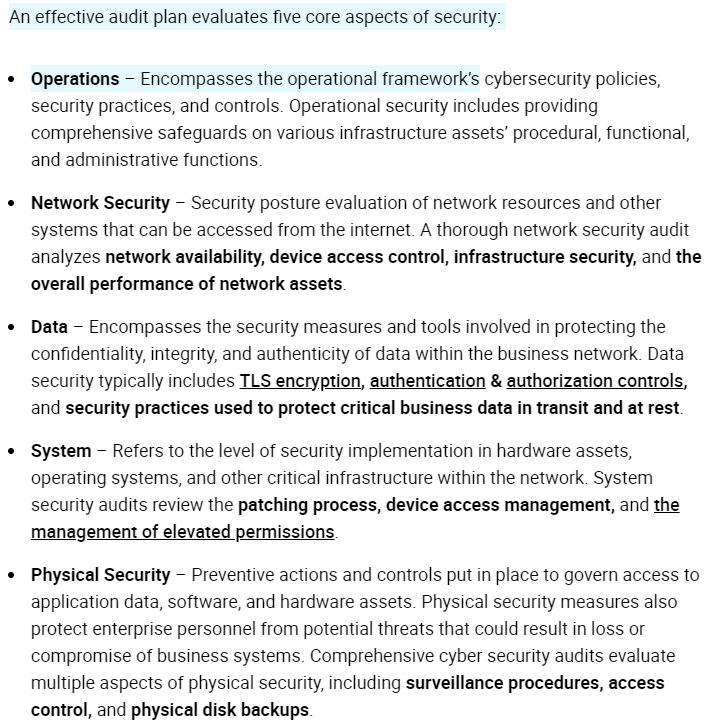 An effective audit plan evaluates five core aspects of security:
• Operations – Encompasses the operational framework’s cybersecurity policies,
security practices, and controls. Operational security includes providing
comprehensive safeguards on various infrastructure assets’ procedural, functional,
and administrative functions.
• Network Security – Security posture evaluation of network resources and other
systems that can be accessed from the internet. A thorough network security audit
analyzes network availability, device access control, infrastructure security, and the
overall performance of network assets.
• Data – Encompasses the security measures and tools involved in protecting the
confidentiality, integrity, and authenticity of data within the business network. Data
security typically includes TLS encryption, authentication & authorization controls,
and security practices used to protect critical business data in transit and at rest.
• System – Refers to the level of security implementation in hardware assets,
operating systems, and other critical infrastructure within the network. System
security audits review the patching process, device access management, and the
management of elevated permissions.
• Physical Security – Preventive actions and controls put in place to govern access to
application data, software, and hardware assets. Physical security measures also
protect enterprise personnel from potential threats that could result in loss or
compromise of business systems. Comprehensive cyber security audits evaluate
multiple aspects of physical security, including surveillance procedures, access
control, and physical disk backups.